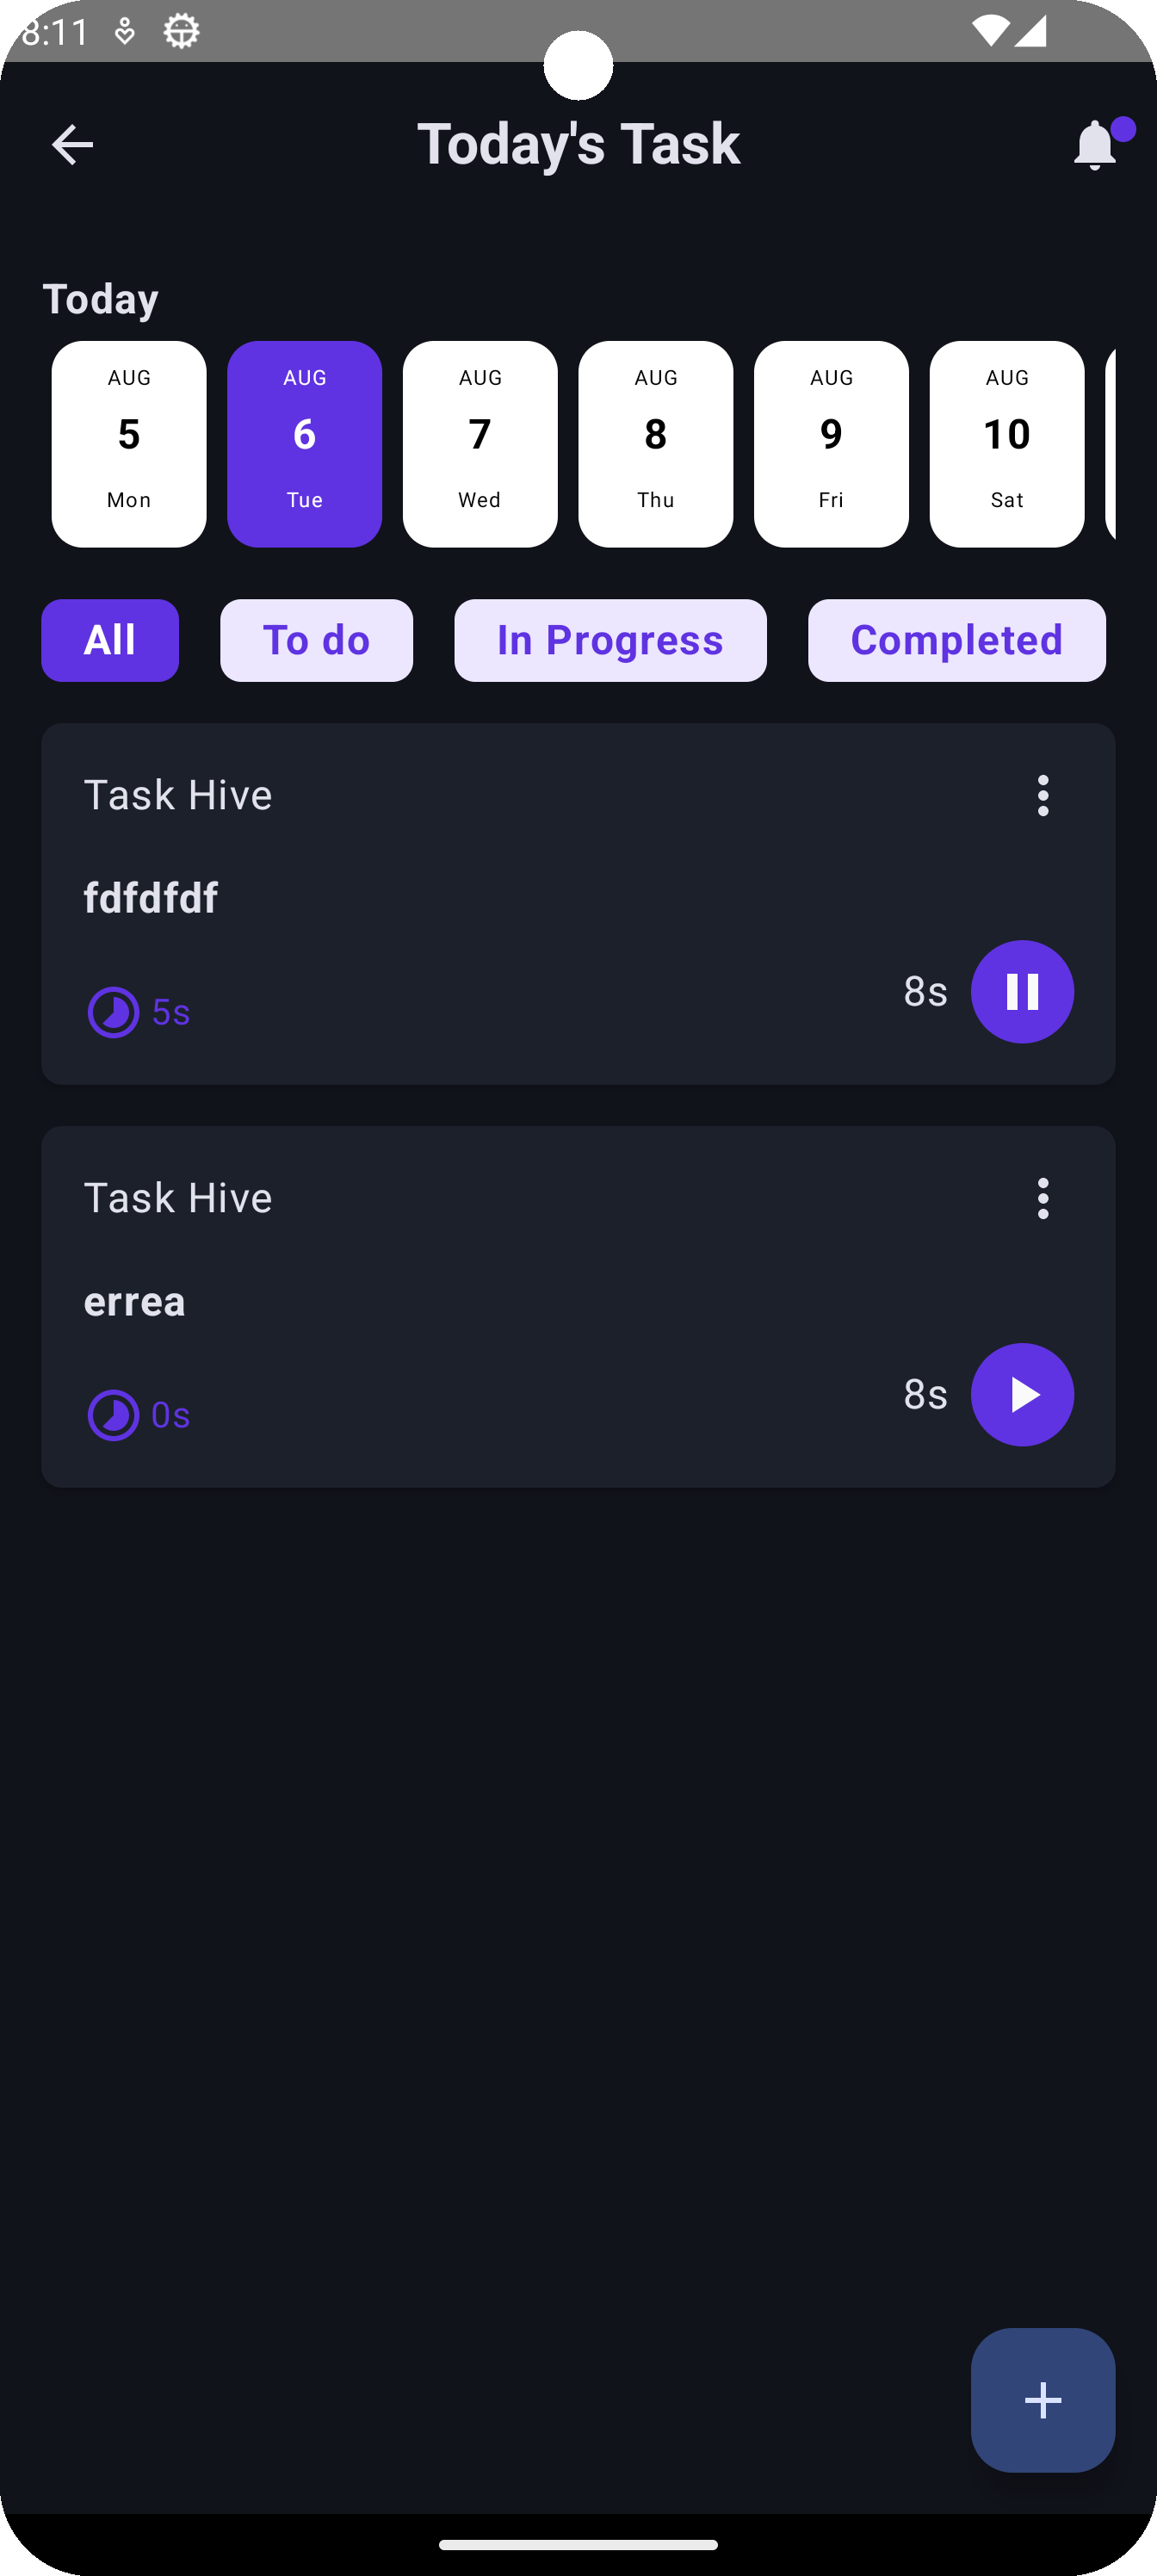 8:11
Today's Task
Today
AUG AUG AUG AUG AUG AUG
5 6 7 8 9 10
Mon Tue Wed Thu Fri Sat
All To do In Progress Completed
Task Hive
fdfdfdf
5s 8s
Task Hive
errea
0s 8s